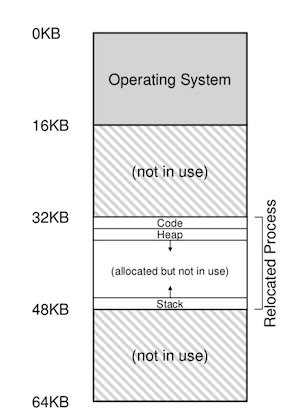 0KB
Operating System
16KB
(not in use)
32KB
Code
Heap
(allocated but not in use)
Stack
48KB
(not in use)
64KB
Relocated Process